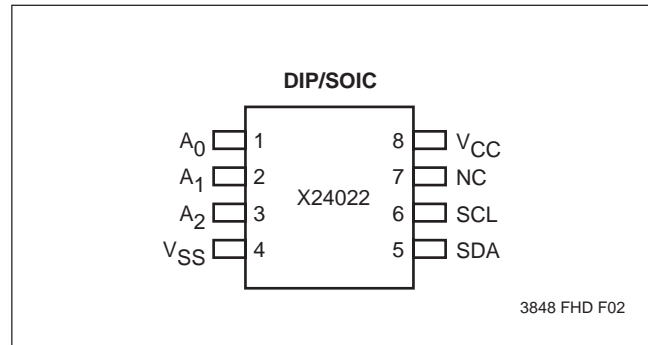 DIP/SOIC
A0 1 8 VCC
A1 2 7 NC
X24022
A2 3 6 SCL
VSS 4 5 SDA
3848 FHD F02